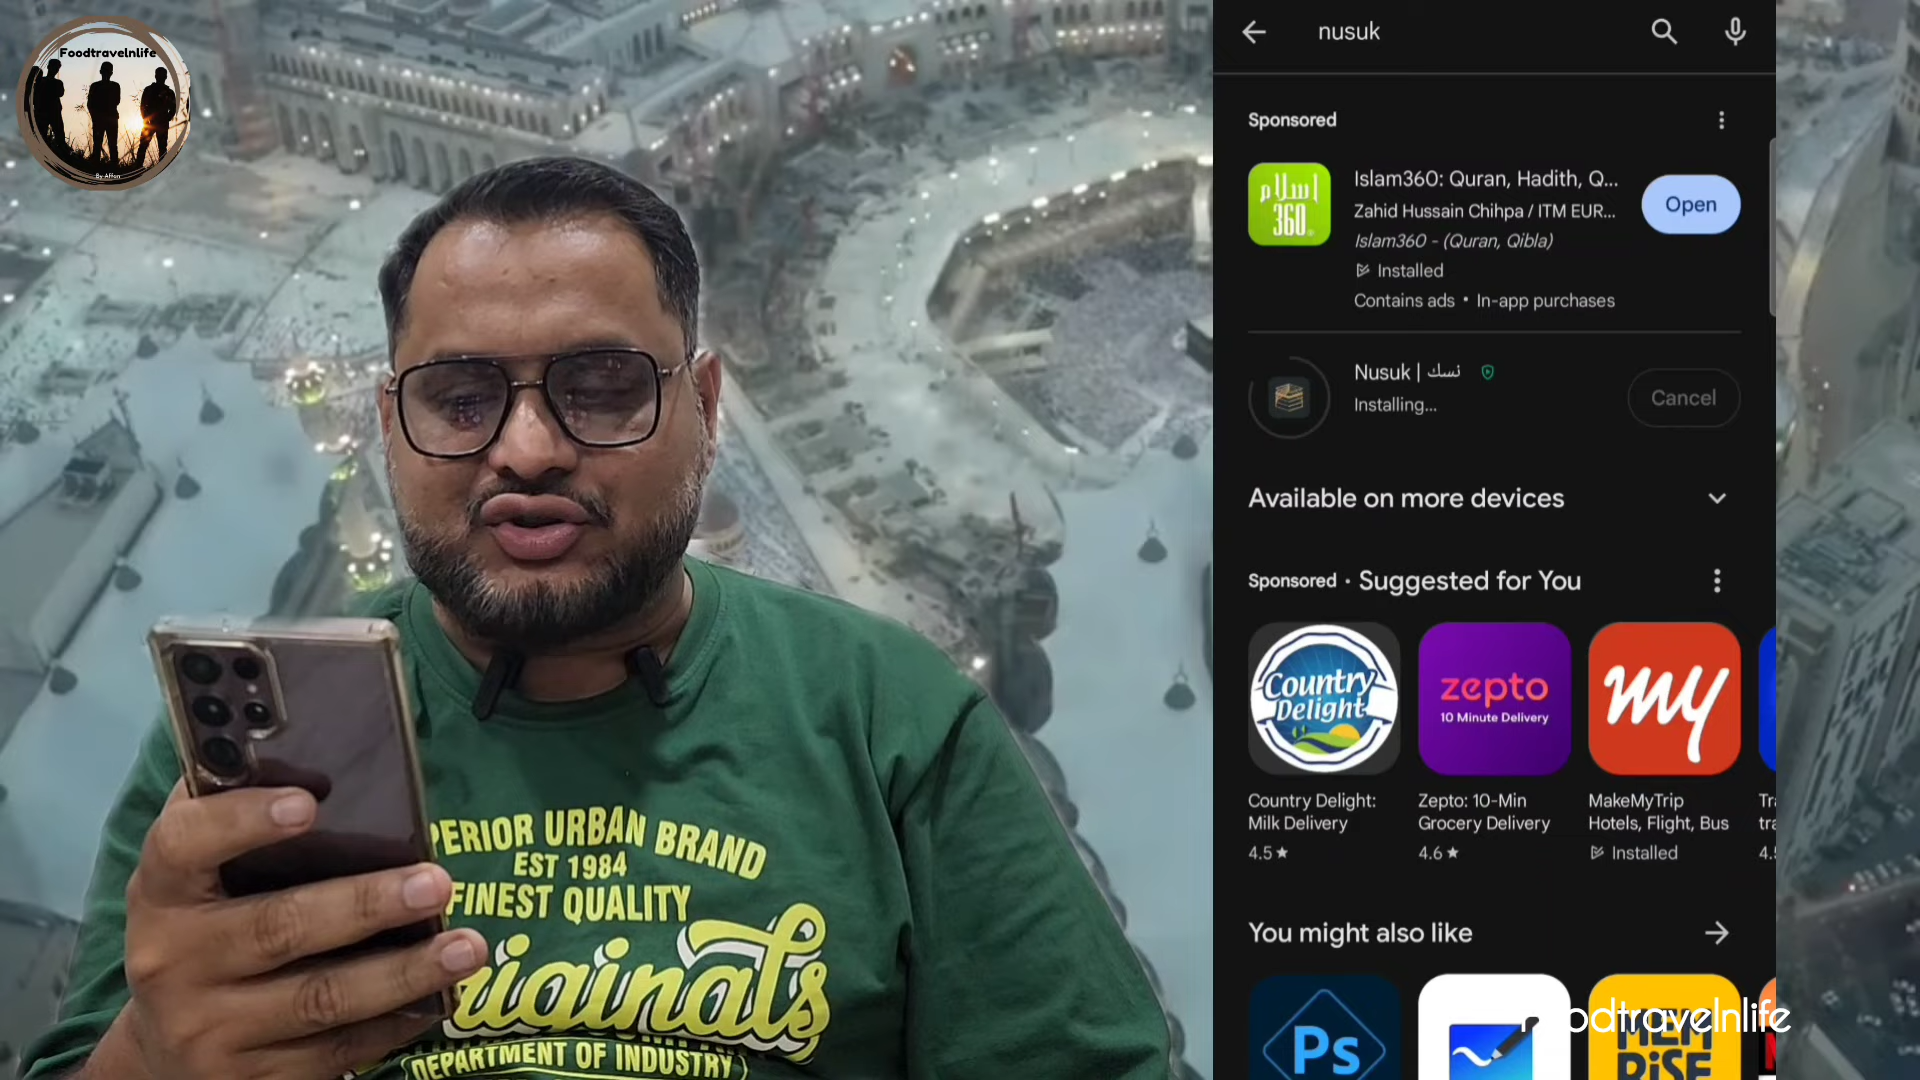 Foodtravelnlife
By Affan
nusuk
Sponsored
اسلام
360
Islam360: Quran, Hadith, Q...
Zahid Hussain Chihpa / ITM EUR...
Islam360 - (Quran, Qibla)
Installed
Contains ads • In-app purchases
Open
Nusuk | نسك
Installing...
Cancel
Available on more devices
Sponsored · Suggested for You
Country
Delight
zepto
10 Minute Delivery
my
Country Delight:
Milk Delivery
4.5★
Zepto: 10-Min
Grocery Delivery
4.6★
MakeMyTrip
Hotels, Flight, Bus
Installed
You might also like
Ps
PERIOR URBAN BRAND
EST 1984
FINEST QUALITY
riginals
DEPARTMENT OF INDUSTRY